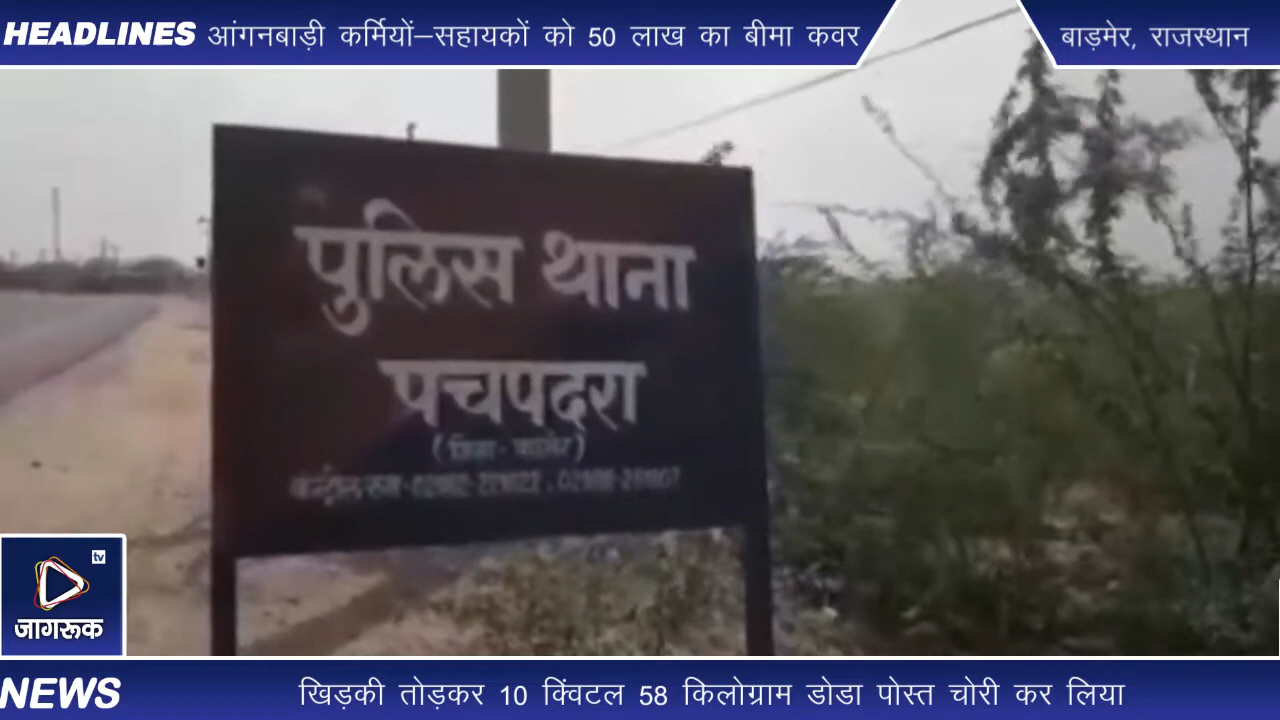 HEADLINES आंगनबाड़ी कर्मियों–सहायकों को 50 लाख का बीमा कवर
बाड़मेर, राजस्थान
पुलिस थाना
पचपदरा
tv
जागरूक
NEWS खिड़की तोड़कर 10 क्विंटल 58 किलोग्राम डोडा पोस्त चोरी कर लिया